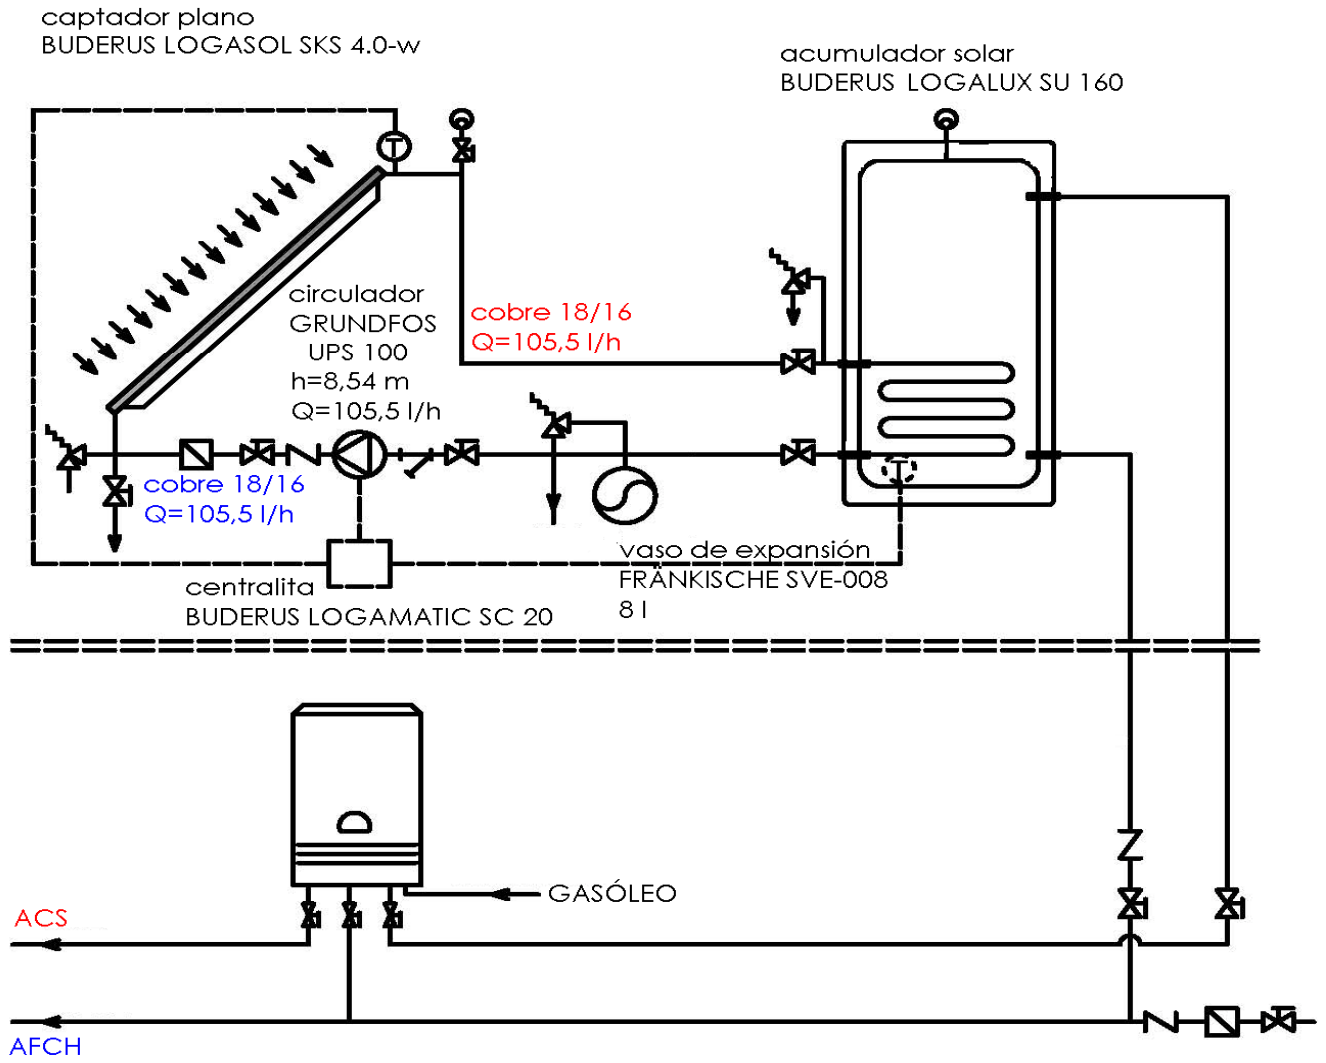 captador plano
BUDERUS LOGASOL SKS 4.0-w
acumulador solar
BUDERUS LOGALUX SU 160
T
circulador
GRUNDFOS
UPS 100
h=8,54 m
Q=105,5 l/h
cobre 18/16
Q=105,5 l/h
cobre 18/16
Q=105,5 l/h
T
vaso de expansión
FRÄNKISCHE SVE-008
8 l
centralita
BUDERUS LOGAMATIC SC 20
GASÓLEO
ACS
AFCH